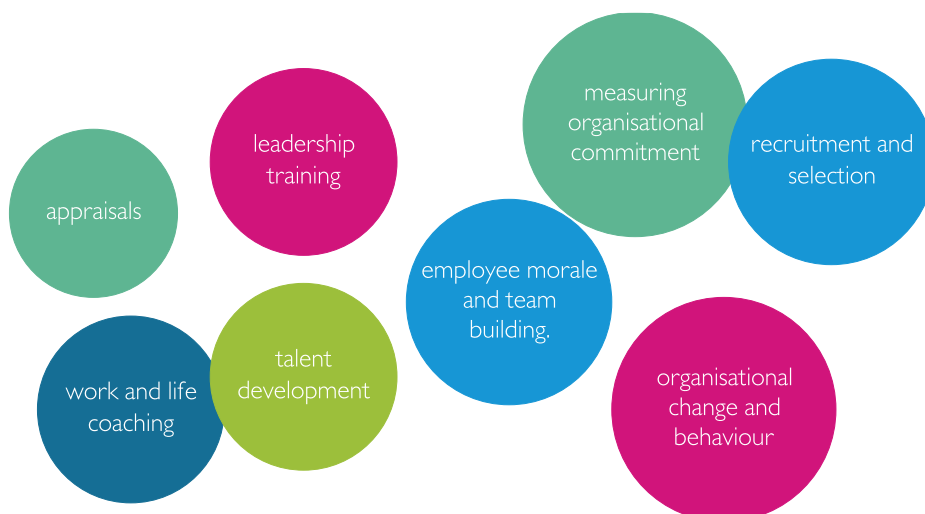 appraisals
leadership
training
measuring
organisational
commitment
recruitment and
selection
employee morale
and team
building.
work and life
coaching
talent
development
organisational
change and
behaviour